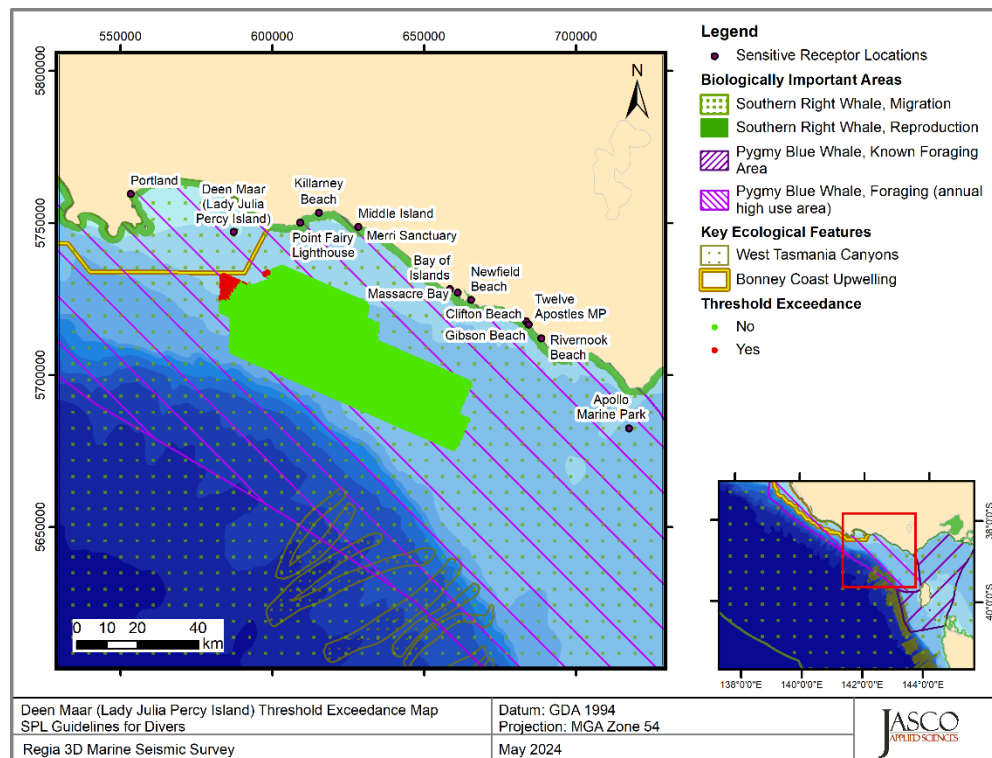 550000 600000 650000 700000
5800000
5750000
5700000
5650000
N
Portland
Deen Maar
(Lady Julia
Percy Island)
Killarney
Beach
Point Fairy
Lighthouse
Middle Island
Merri Sanctuary
Bay of
Islands
Massacre Bay
Newfield
Beach
Clifton Beach
Gibson Beach
Twelve
Apostles MP
Rivernook
Beach
Apollo
Marine Park
0 10 20 40
km
Legend
Sensitive Receptor Locations
Biologically Important Areas
Southern Right Whale, Migration
Southern Right Whale, Reproduction
Pygmy Blue Whale, Known Foraging
Area
Pygmy Blue Whale, Foraging (annual
high use area)
Key Ecological Features
West Tasmania Canyons
Bonney Coast Upwelling
Threshold Exceedance
No
Yes
38°0'0"S
40°0'0"S
138°0'0"E 140°0'0"E 142°0'0"E 144°0'0"E
Deen Maar (Lady Julia Percy Island) Threshold Exceedance Map
SPL Guidelines for Divers
Regia 3D Marine Seismic Survey
Datum: GDA 1994
Projection: MGA Zone 54
May 2024
JASCO
APPLIED SCIENCES